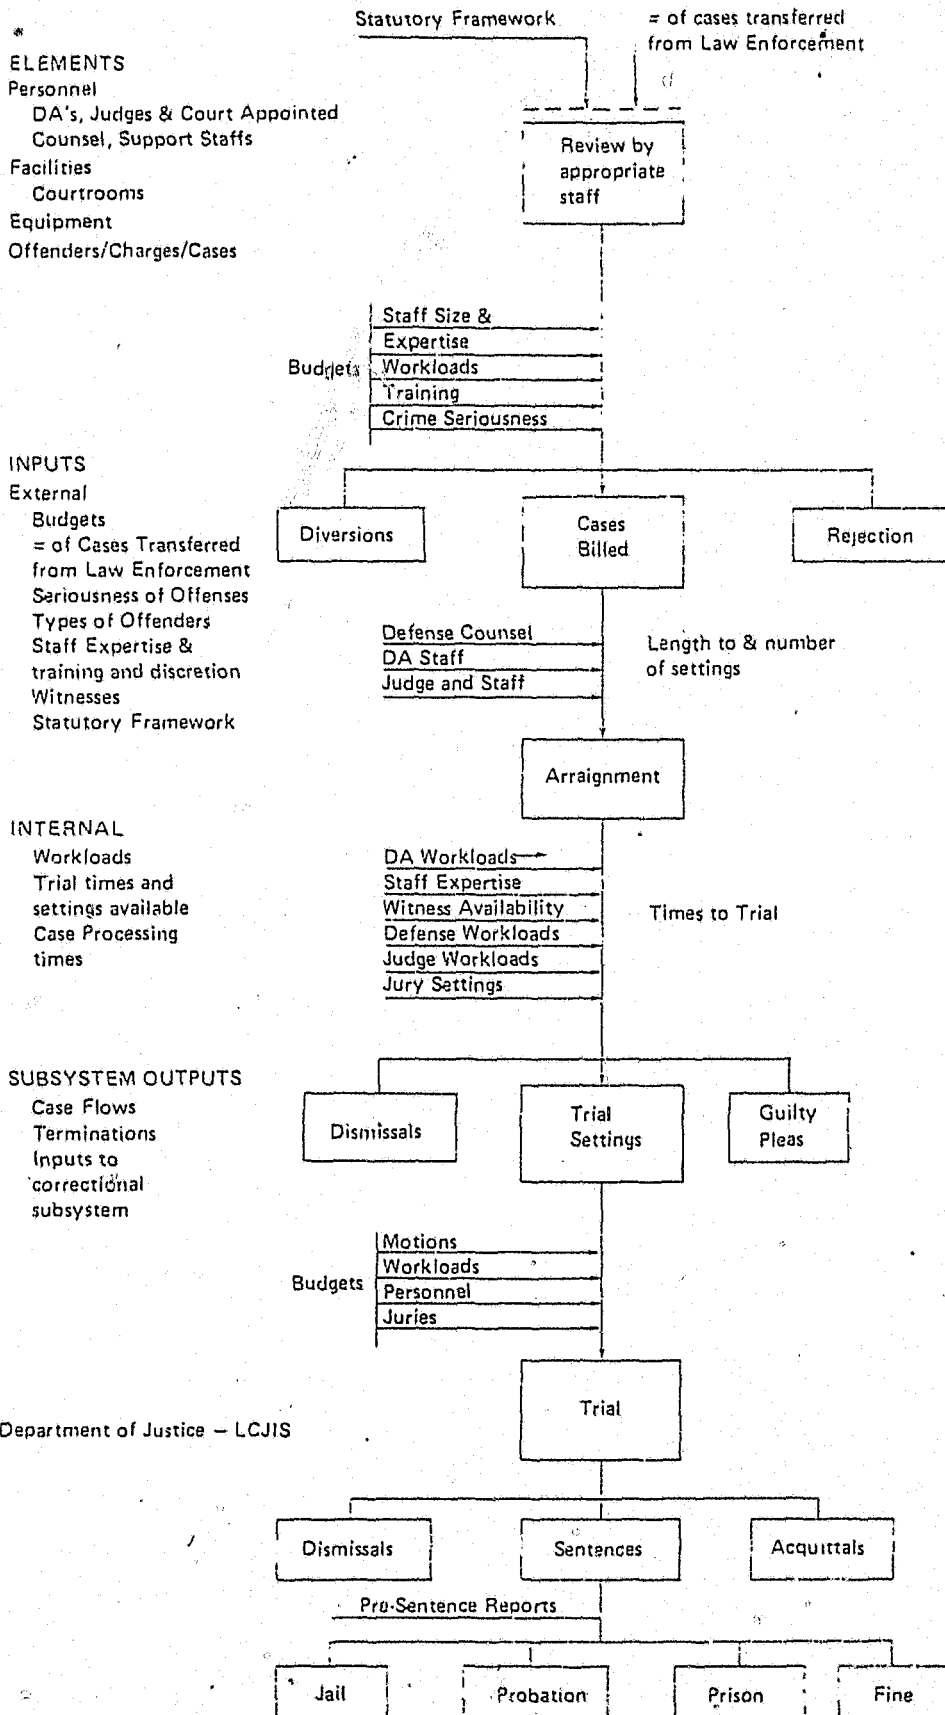 Statutory Framework
= of cases transferred
from Law Enforcement
ELEMENTS
Personnel
DA's, Judges & Court Appointed
Counsel, Support Staffs
Facilities
Courtrooms
Equipment
Offenders/Charges/Cases
Review by
appropriate
staff
Budgets
Staff Size &
Expertise
Workloads
Training
Crime Seriousness
INPUTS
External
Budgets
= of Cases Transferred
from Law Enforcement
Seriousness of Offenses
Types of Offenders
Staff Expertise &
training and discretion
Witnesses
Statutory Framework
Diversions
Cases
Billed
Rejection
Defense Counsel
DA Staff
Judge and Staff
Length to & number
of settings
Arraignment
INTERNAL
Workloads
Trial times and
settings available
Case Processing
times
DA Workloads
Staff Expertise
Witness Availability
Defense Workloads
Judge Workloads
Jury Settings
Times to Trial
SUBSYSTEM OUTPUTS
Case Flows
Terminations
Inputs to
correctional
subsystem
Dismissals
Trial
Settings
Guilty
Pleas
Budgets
Motions
Workloads
Personnel
Juries
Trial
Department of Justice – LCJIS
Dismissals
Sentences
Acquittals
Pre-Sentence Reports
Jail
Probation
Prison
Fine